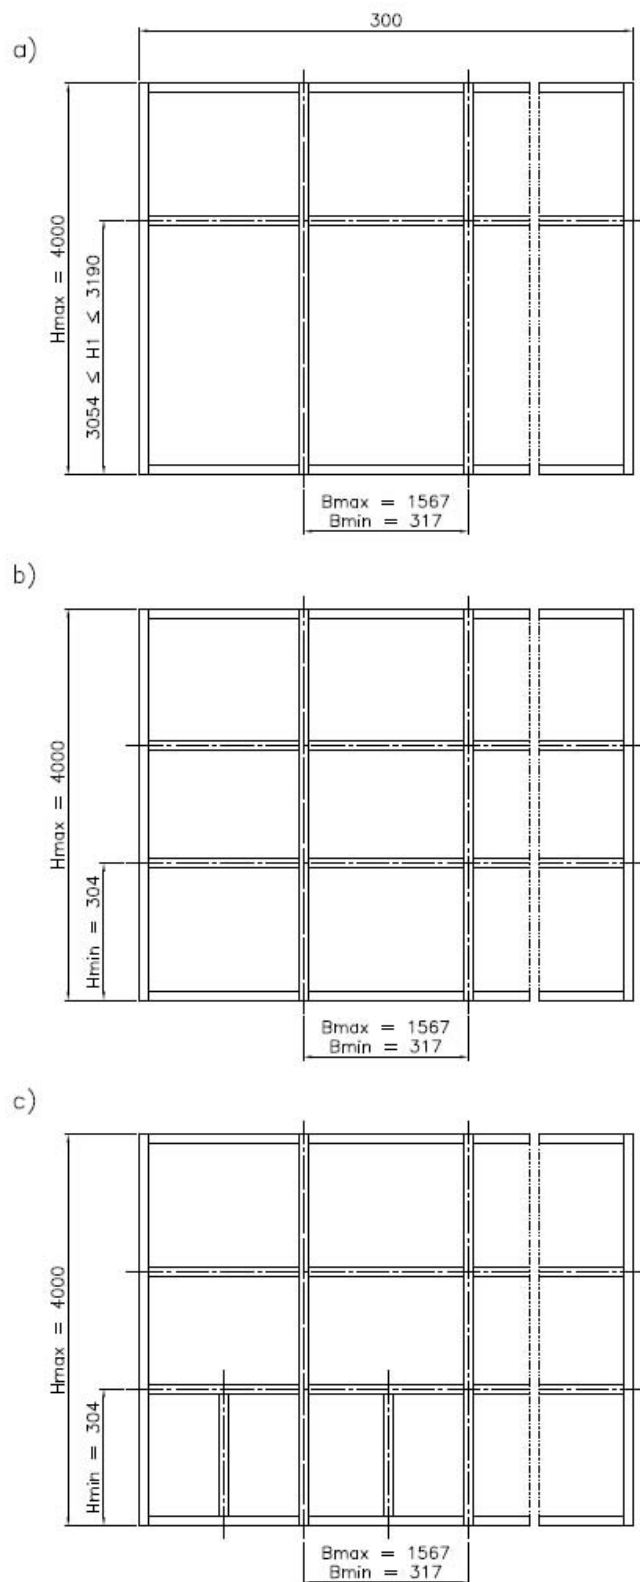 300
a)
Hmax = 4000
3054 ≤ H1 ≤ 3190
Bmax = 1567
Bmin = 317
b)
Hmax = 4000
Hmin = 304
Bmax = 1567
Bmin = 317
c)
Hmax = 4000
Hmin = 304
Bmax = 1567
Bmin = 317